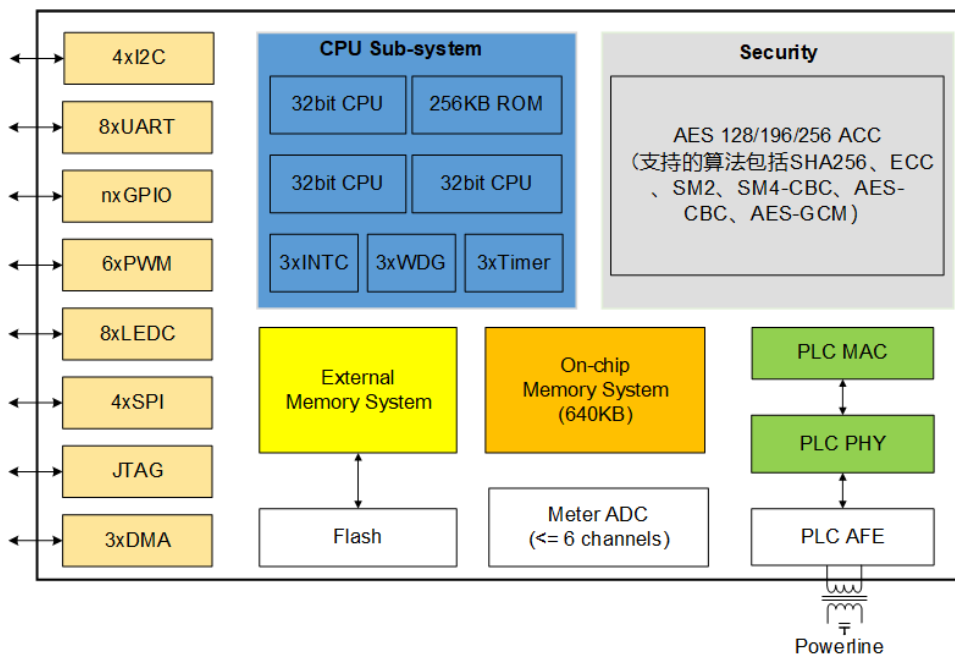 4xI2C
8xUART
nxGPIO
6xPWM
8xLEDC
4xSPI
JTAG
3xDMA
CPU Sub-system
32bit CPU
256KB ROM
32bit CPU
32bit CPU
3xINTC
3xWDG
3xTimer
Security
AES 128/196/256 ACC
（支持的算法包括SHA256、ECC
、SM2、SM4-CBC、AES-
CBC、AES-GCM）
External
Memory System
On-chip
Memory System
(640KB)
PLC MAC
PLC PHY
Flash
Meter ADC
(<= 6 channels)
PLC AFE
Powerline